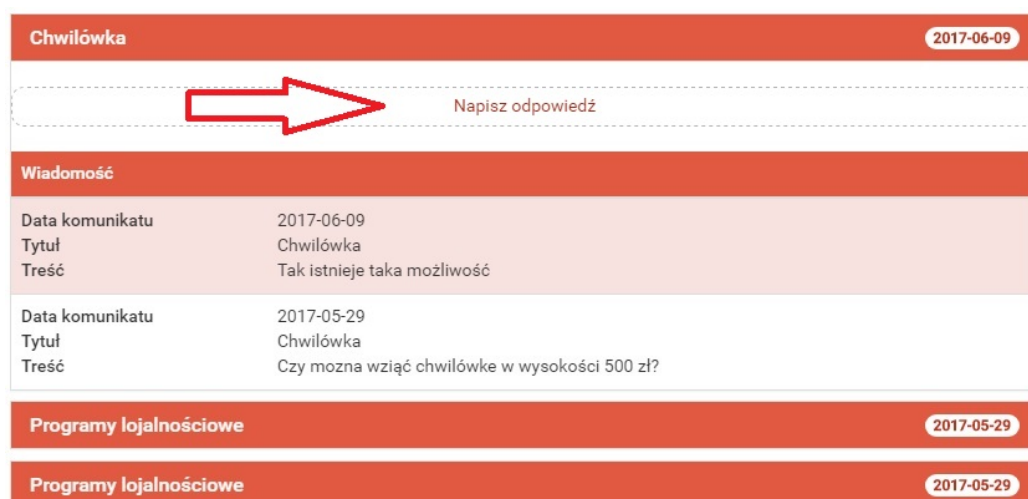 Chwilówka 2017-06-09
Napisz odpowiedź
Wiadomość
Data komunikatu 2017-06-09
Tytuł Chwilówka
Treść Tak istnieje taka możliwość
Data komunikatu 2017-05-29
Tytuł Chwilówka
Treść Czy mozna wziąć chwilówke w wysokości 500 zł?
Programy lojalnościowe 2017-05-29
Programy lojalnościowe 2017-05-29